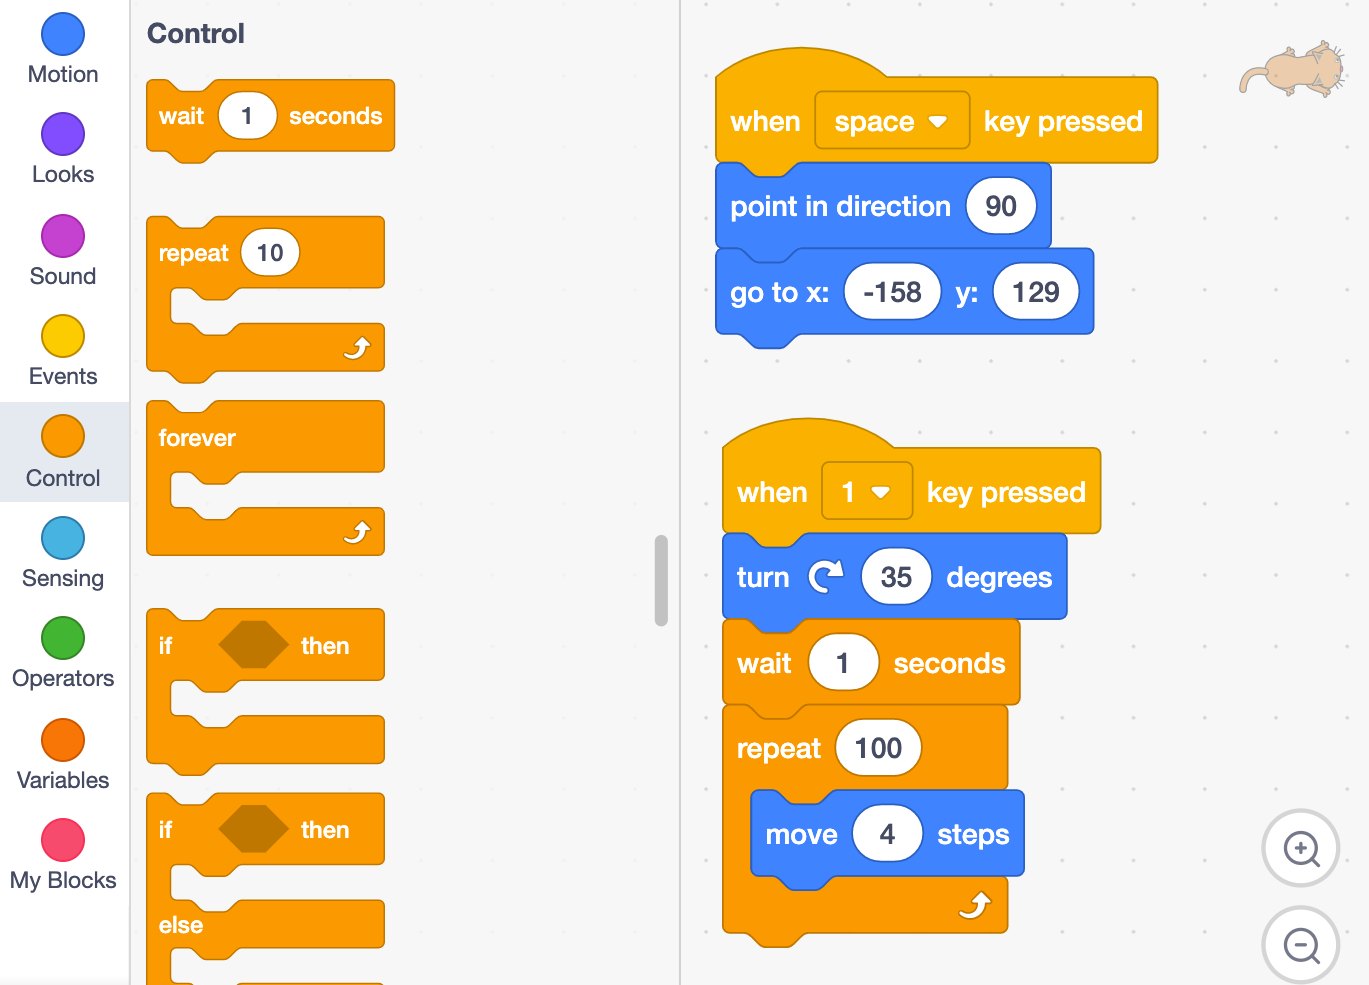 Motion
Looks
Sound
Events
Control
Sensing
Operators
Variables
My Blocks
Control
wait 1 seconds
repeat 10
forever
if then
if then
else
when space key pressed
point in direction 90
go to x: -158 y: 129
when 1 key pressed
turn 35 degrees
wait 1 seconds
repeat 100
move 4 steps